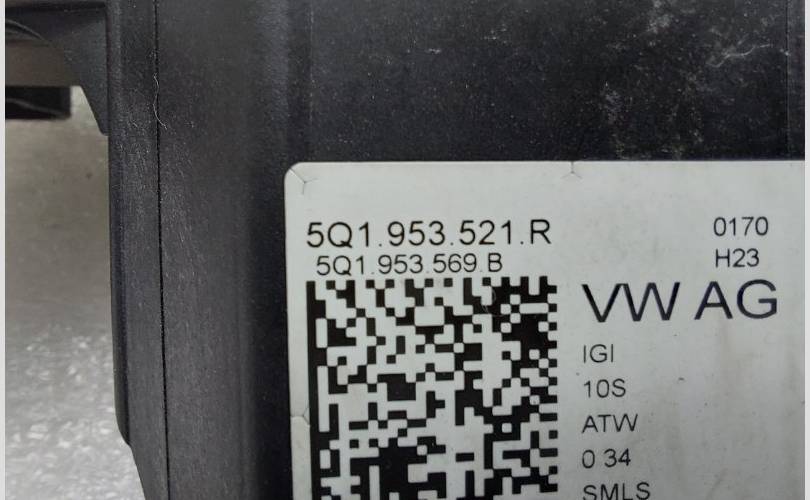 5Q1.953.521.R
0170
5Q1.953.569.B
H23
VW AG
IGI
10S
ATW
0 34
SMLS